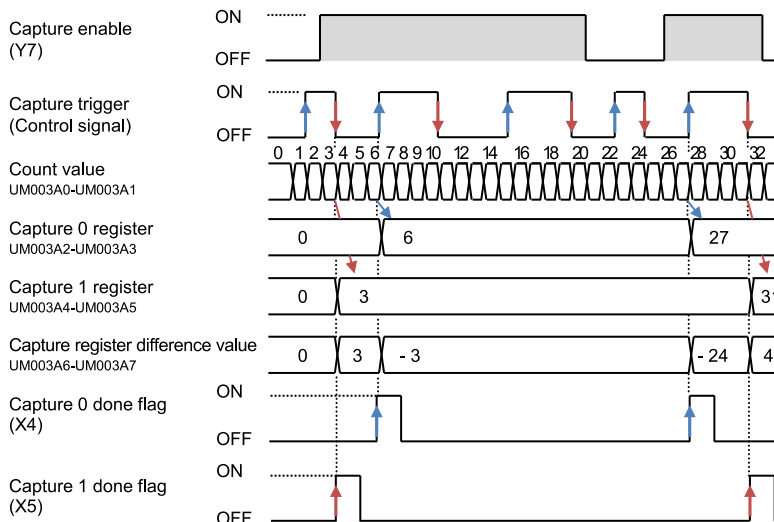 ON
Capture enable
(Y7)
OFF
ON
Capture trigger
(Control signal)
OFF
0 1 2 3 4 5 6 7 8 9 10 12 14 16 18 20 22 24 26 28 30 32
Count value
UM003A0-UM003A1
Capture 0 register
UM003A2-UM003A3
0 6 27
Capture 1 register
UM003A4-UM003A5
0 3
Capture register difference value
UM003A6-UM003A7
0 3 - 3 - 24 4
ON
Capture 0 done flag
(X4)
OFF
ON
Capture 1 done flag
(X5)
OFF